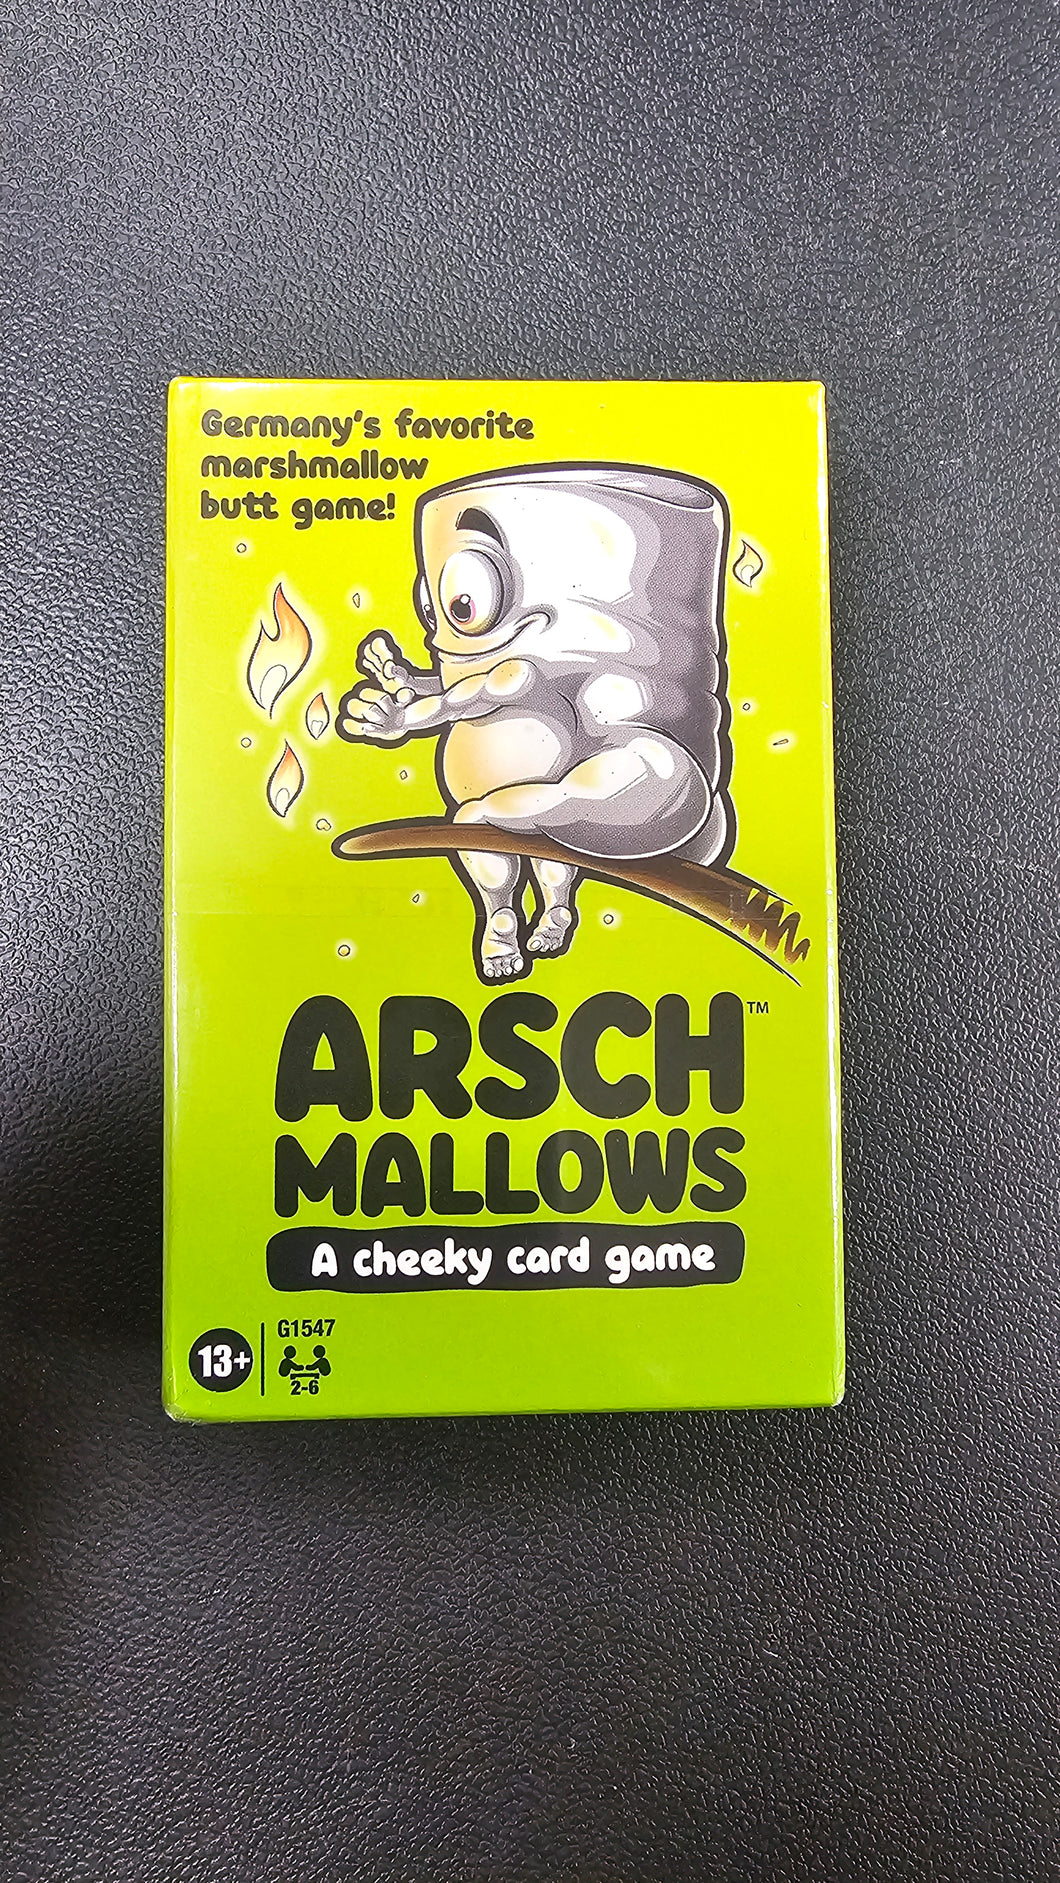 Germany's favorite
marshmallow
butt game!
ARSCH™
MALLOWS
A cheeky card game
13+
G1547
2-6